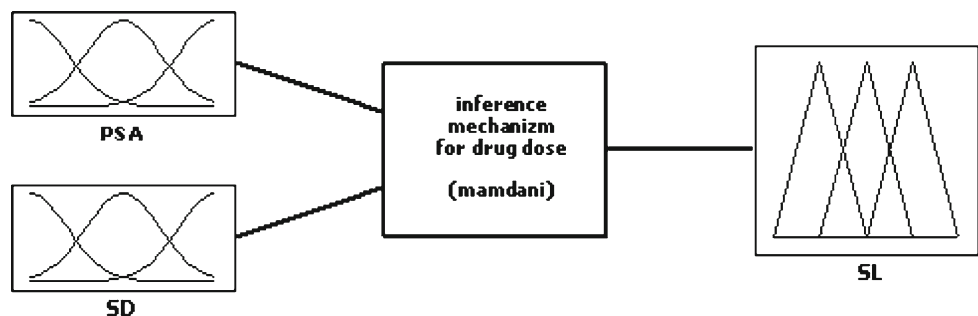 PSA
SD
inference
mechanizm
for drug dose
(mamdani)
SL